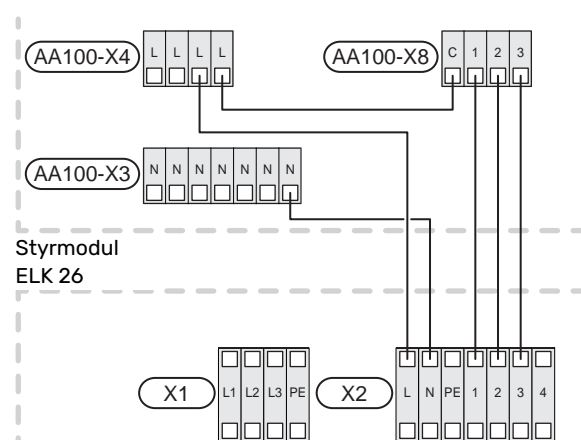 AA100-X4 L L L L
AA100-X8 C 1 2 3
AA100-X3 N N N N N N N
Styrmodul
ELK 26
X1 L1 L2 L3 PE
X2 L N PE 1 2 3 4